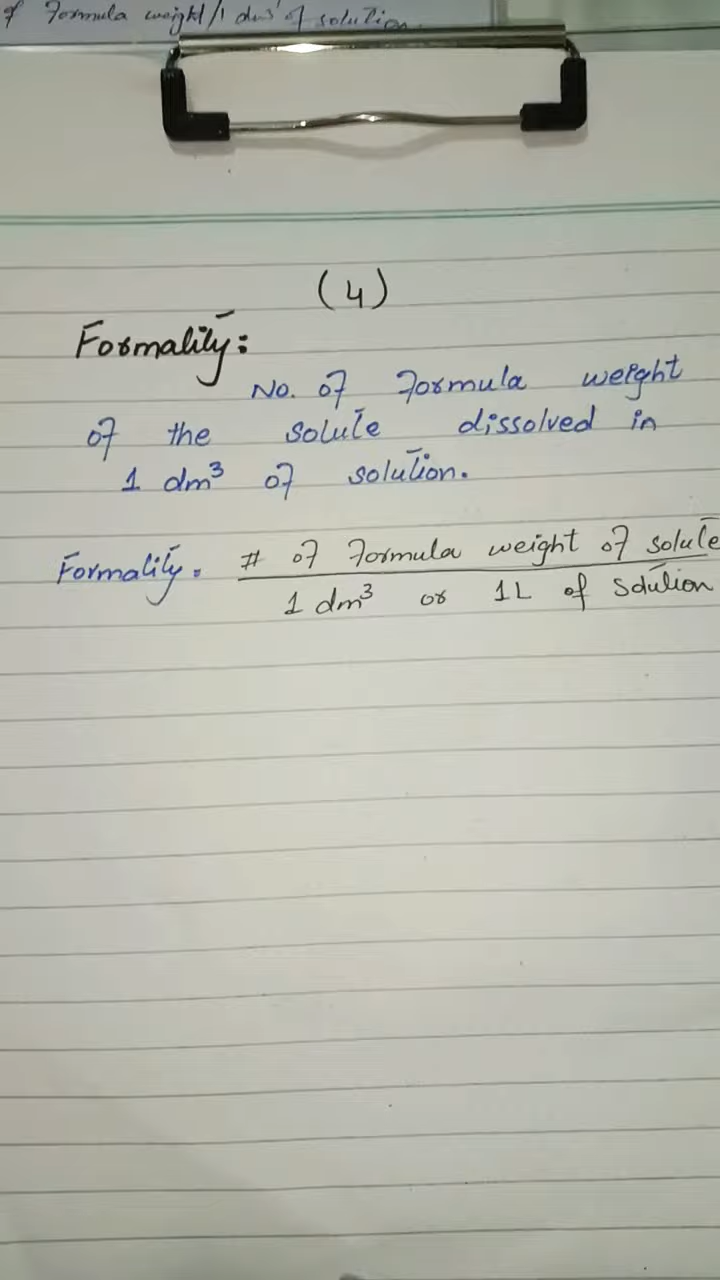 of Formula weight/1 dm³ of solution.
(4)
Formality:
No. of Formula weight
of the solute dissolved in
1 dm³ of solution.
Formality = # of Formula weight of solute
1 dm³ or 1L of Solution